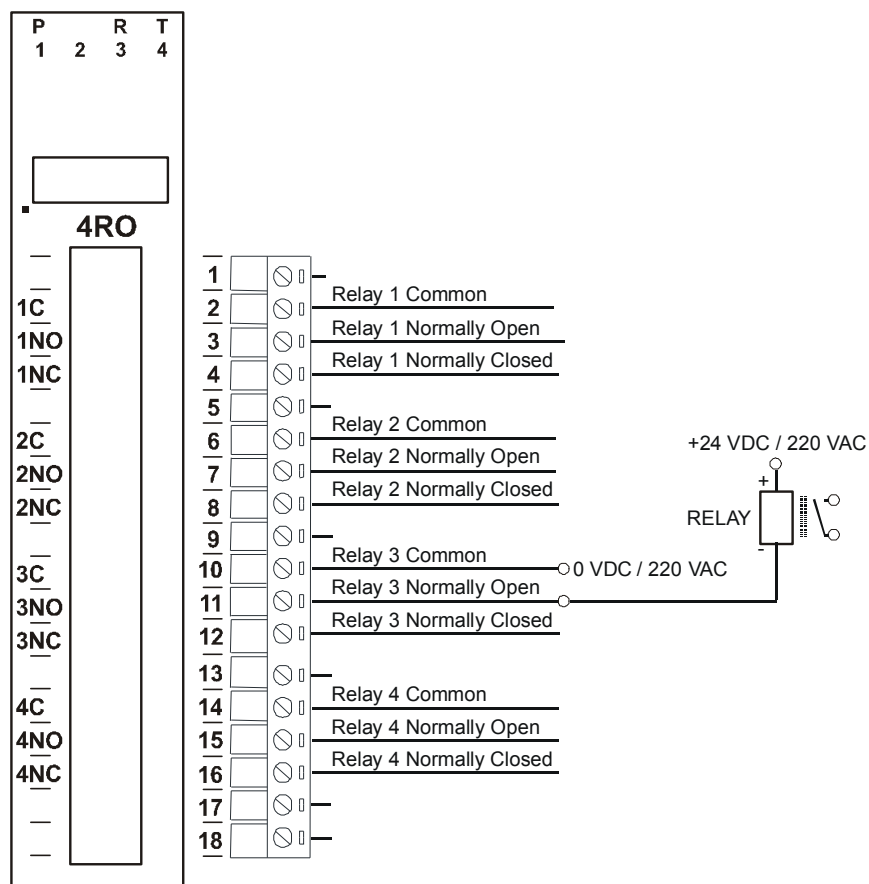 P R T
1 2 3 4
4RO
1C
1NO
1NC
2C
2NO
2NC
3C
3NO
3NC
4C
4NO
4NC
1
2 Relay 1 Common
3 Relay 1 Normally Open
4 Relay 1 Normally Closed
5
6 Relay 2 Common
7 Relay 2 Normally Open
8 Relay 2 Normally Closed
9
10 Relay 3 Common
11 Relay 3 Normally Open
12 Relay 3 Normally Closed
13
14 Relay 4 Common
15 Relay 4 Normally Open
16 Relay 4 Normally Closed
17
18
0 VDC / 220 VAC
+24 VDC / 220 VAC
+
RELAY
-